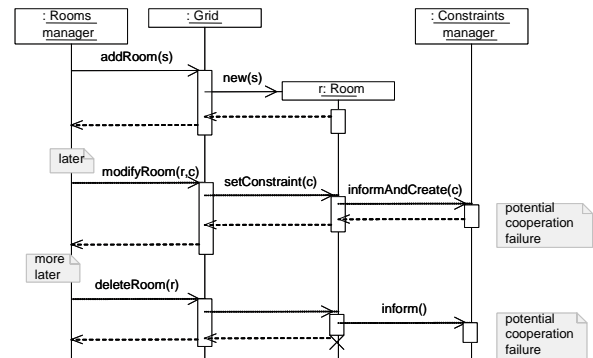 : Rooms
manager
: Grid
: Constraints
manager
addRoom(s)
new(s)
r: Room
later
modifyRoom(r,c)
setConstraint(c)
informAndCreate(c)
potential
cooperation
failure
more
later
deleteRoom(r)
inform()
potential
cooperation
failure